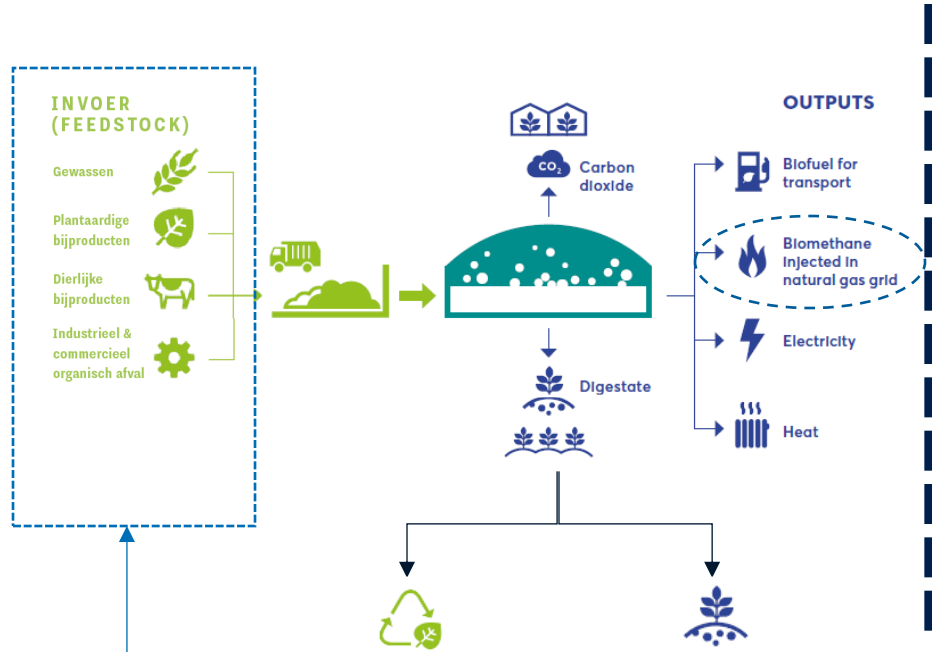 INVOER
(FEEDSTOCK)
Gewassen
Plantaardige
bijproducten
Dierlijke
bijproducten
Industrieel &
commercieel
organisch afval
CO₂
Carbon
dioxide
Digestate
OUTPUTS
Biofuel for
transport
Biomethane
injected in
natural gas grid
Electricity
Heat